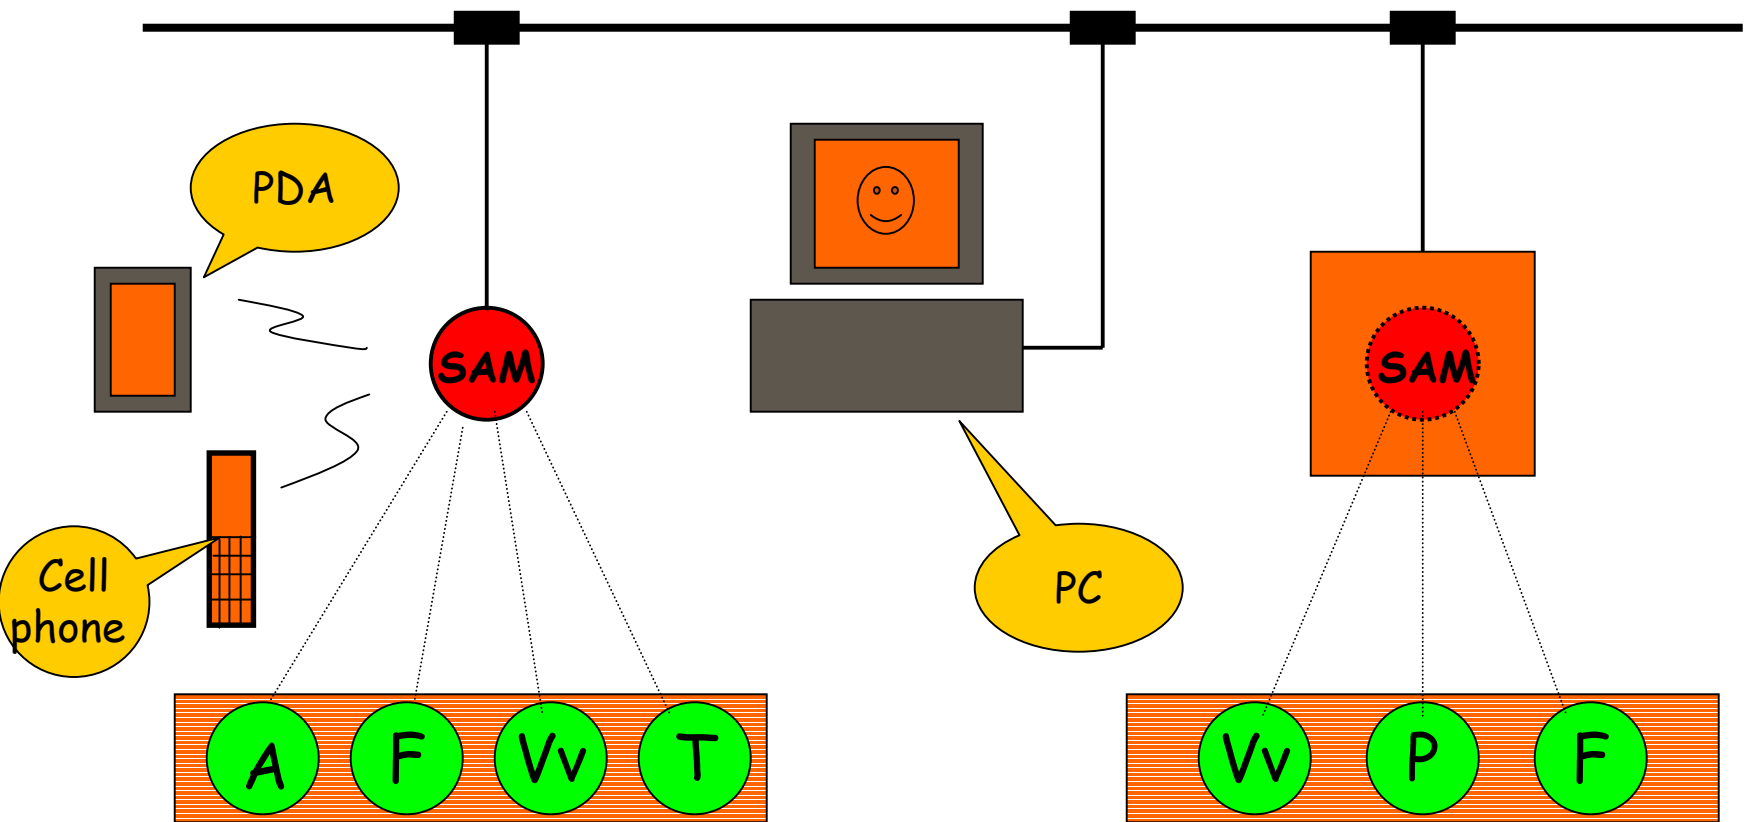 PDA
SAM
SAM
Cell
phone
PC
A F Vv T
Vv P F